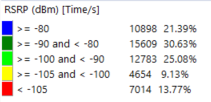 RSRP (dBm) [Time/s]
>= -80 10898 21.39%
>= -90 and < -80 15609 30.63%
>= -100 and < -90 12783 25.08%
>= -105 and < -100 4654 9.13%
< -105 7014 13.77%